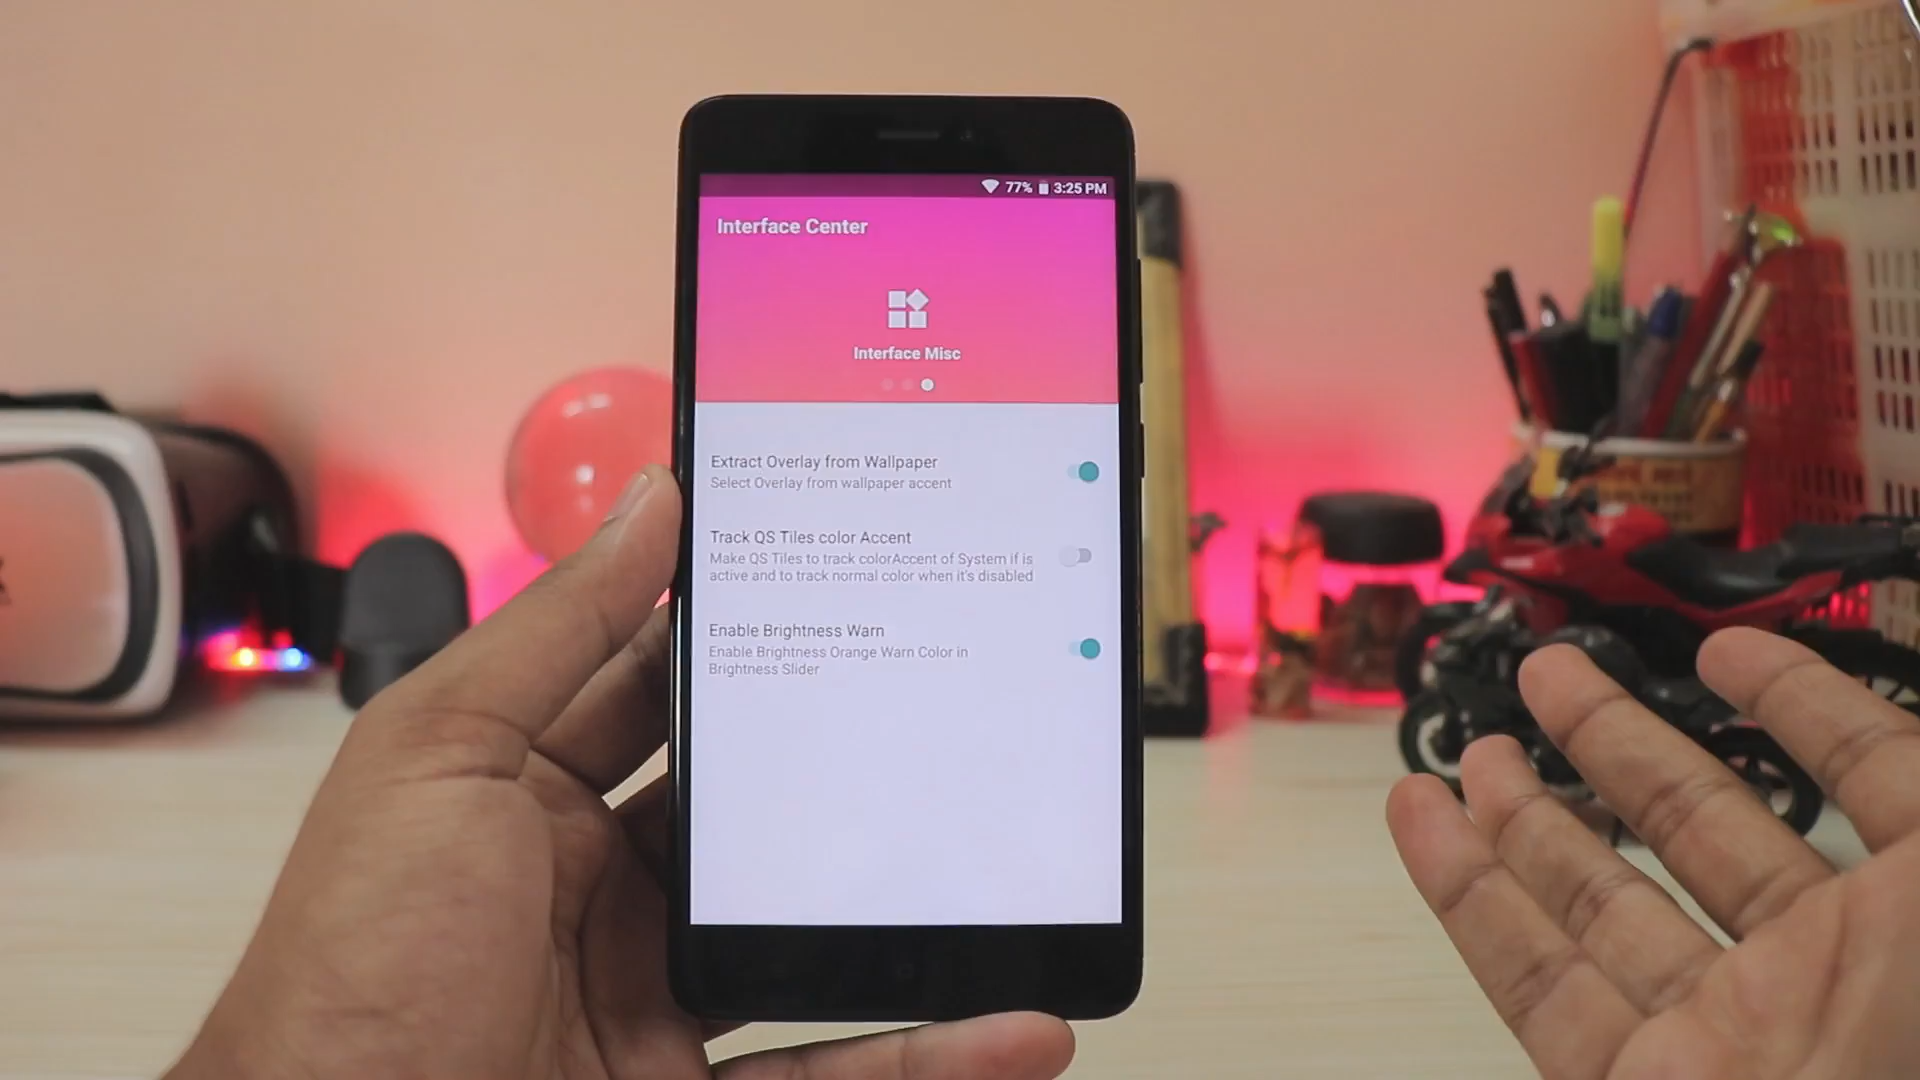 77% 3:25 PM
Interface Center
Interface Misc
Extract Overlay from Wallpaper
Select Overlay from wallpaper accent
Track QS Tiles color Accent
Make QS Tiles to track colorAccent of System if is
active and to track normal color when it's disabled
Enable Brightness Warn
Enable Brightness Orange Warn Color in
Brightness Slider